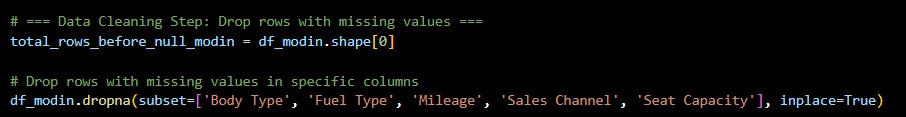 # === Data Cleaning Step: Drop rows with missing values ===
total_rows_before_null_modin = df_modin.shape[0]
# Drop rows with missing values in specific columns
df_modin.dropna(subset=['Body Type', 'Fuel Type', 'Mileage', 'Sales Channel', 'Seat Capacity'], inplace=True)